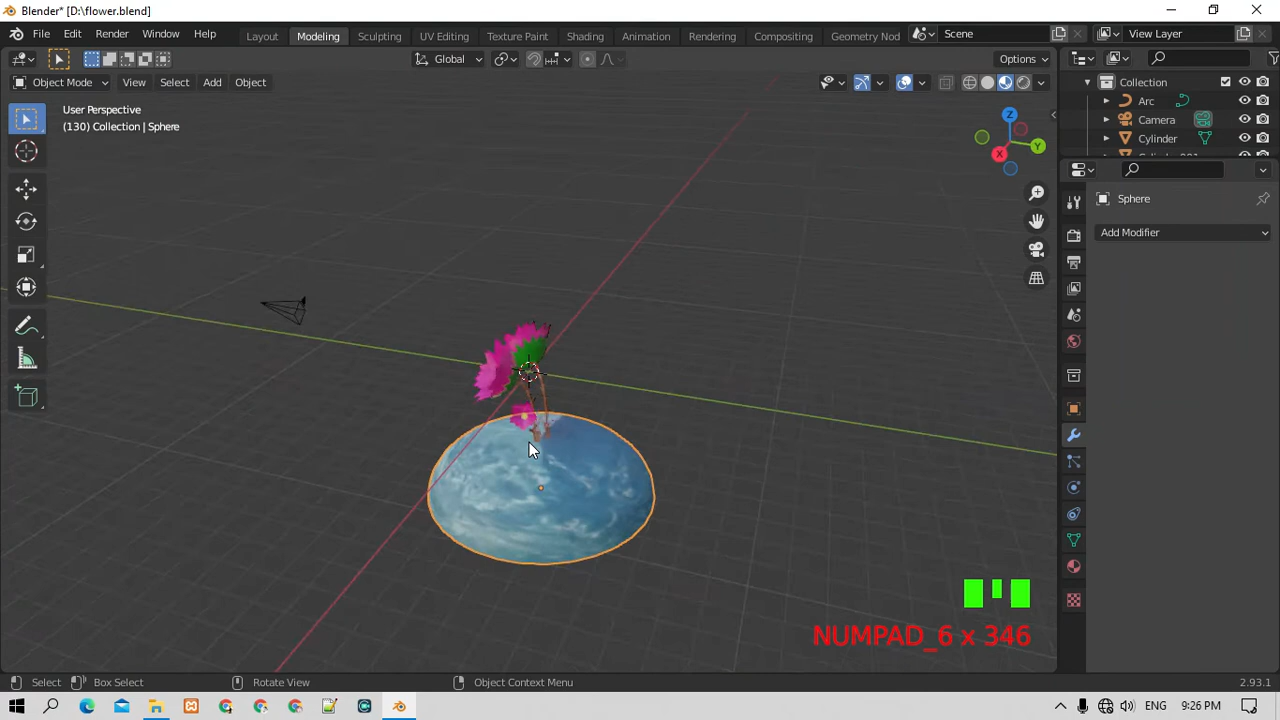 Blender* [D:\flower.blend]
File Edit Render Window Help
Layout Modeling Sculpting UV Editing Texture Paint Shading Animation Rendering Compositing Geometry Nod
Scene View Layer
Global Options
Object Mode View Select Add Object
User Perspective
(130) Collection | Sphere
Z
Y
X
Collection
Arc
Camera
Cylinder
Cylinder.001
Sphere
Add Modifier
NUMPAD_6 x 346
Select Box Select Rotate View Object Context Menu 2.93.1
ENG 9:26 PM